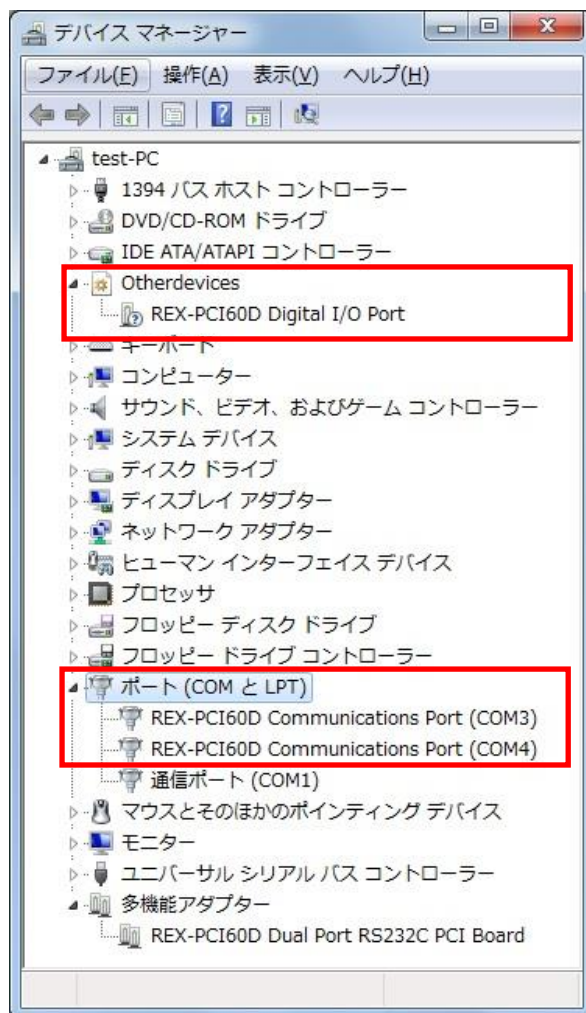 デバイス マネージャー
ファイル(F) 操作(A) 表示(V) ヘルプ(H)
test-PC
1394 バス ホスト コントローラー
DVD/CD-ROM ドライブ
IDE ATA/ATAPI コントローラー
Otherdevices
REX-PCI60D Digital I/O Port
キーボード
コンピューター
サウンド、ビデオ、およびゲーム コントローラー
システム デバイス
ディスク ドライブ
ディスプレイ アダプター
ネットワーク アダプター
ヒューマン インターフェイス デバイス
プロセッサ
フロッピー ディスク ドライブ
フロッピー ドライブ コントローラー
ポート (COM と LPT)
REX-PCI60D Communications Port (COM3)
REX-PCI60D Communications Port (COM4)
通信ポート (COM1)
マウスとそのほかのポインティング デバイス
モニター
ユニバーサル シリアル バス コントローラー
多機能アダプター
REX-PCI60D Dual Port RS232C PCI Board